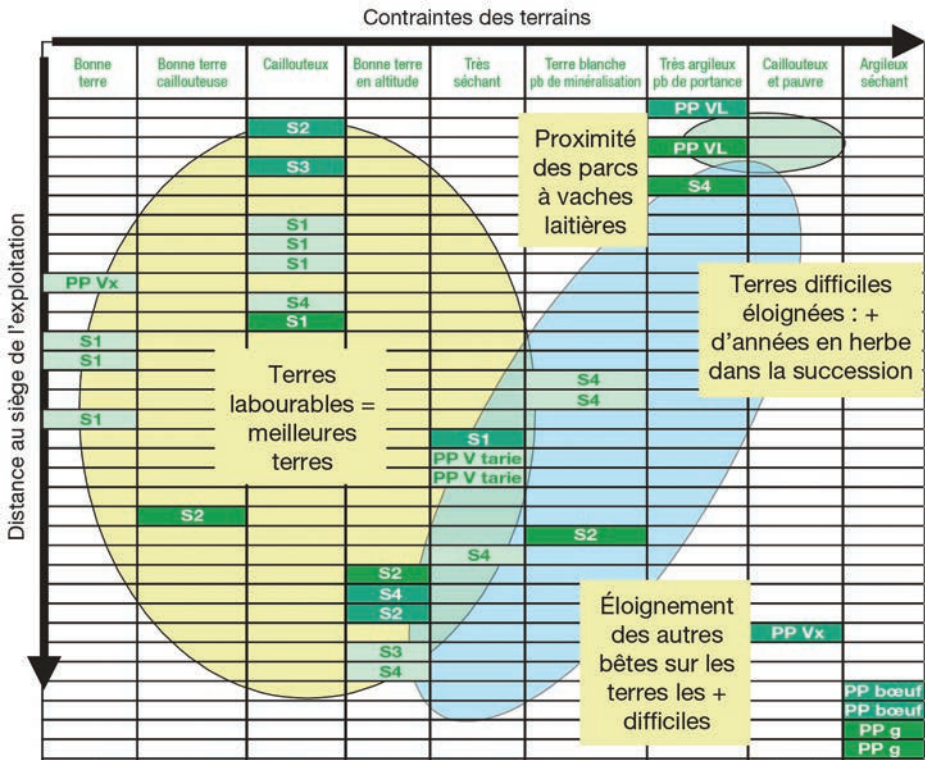 Contraintes des terrains
Distance au siège de l'exploitation
Bonne terre
Bonne terre caillouteuse
Caillouteux
Bonne terre en altitude
Très séchant
Terre blanche pb de minéralisation
Très argileux pb de portance
Caillouteux et pauvre
Argileux séchant
PP VL
S2
PP VL
S3
S4
S1
S1
S1
PP Vx
S4
S1
S1
S1
S4
S4
S1
S1
PP V tarie
PP V tarie
S2
S2
S4
S2
S4
S2
PP Vx
S3
S4
PP bœuf
PP bœuf
PP g
PP g
Proximité
des parcs
à vaches
laitières
Terres difficiles
éloignées : +
d'années en herbe
dans la succession
Terres
labourables =
meilleures
terres
Éloignement
des autres
bêtes sur les
terres les +
difficiles